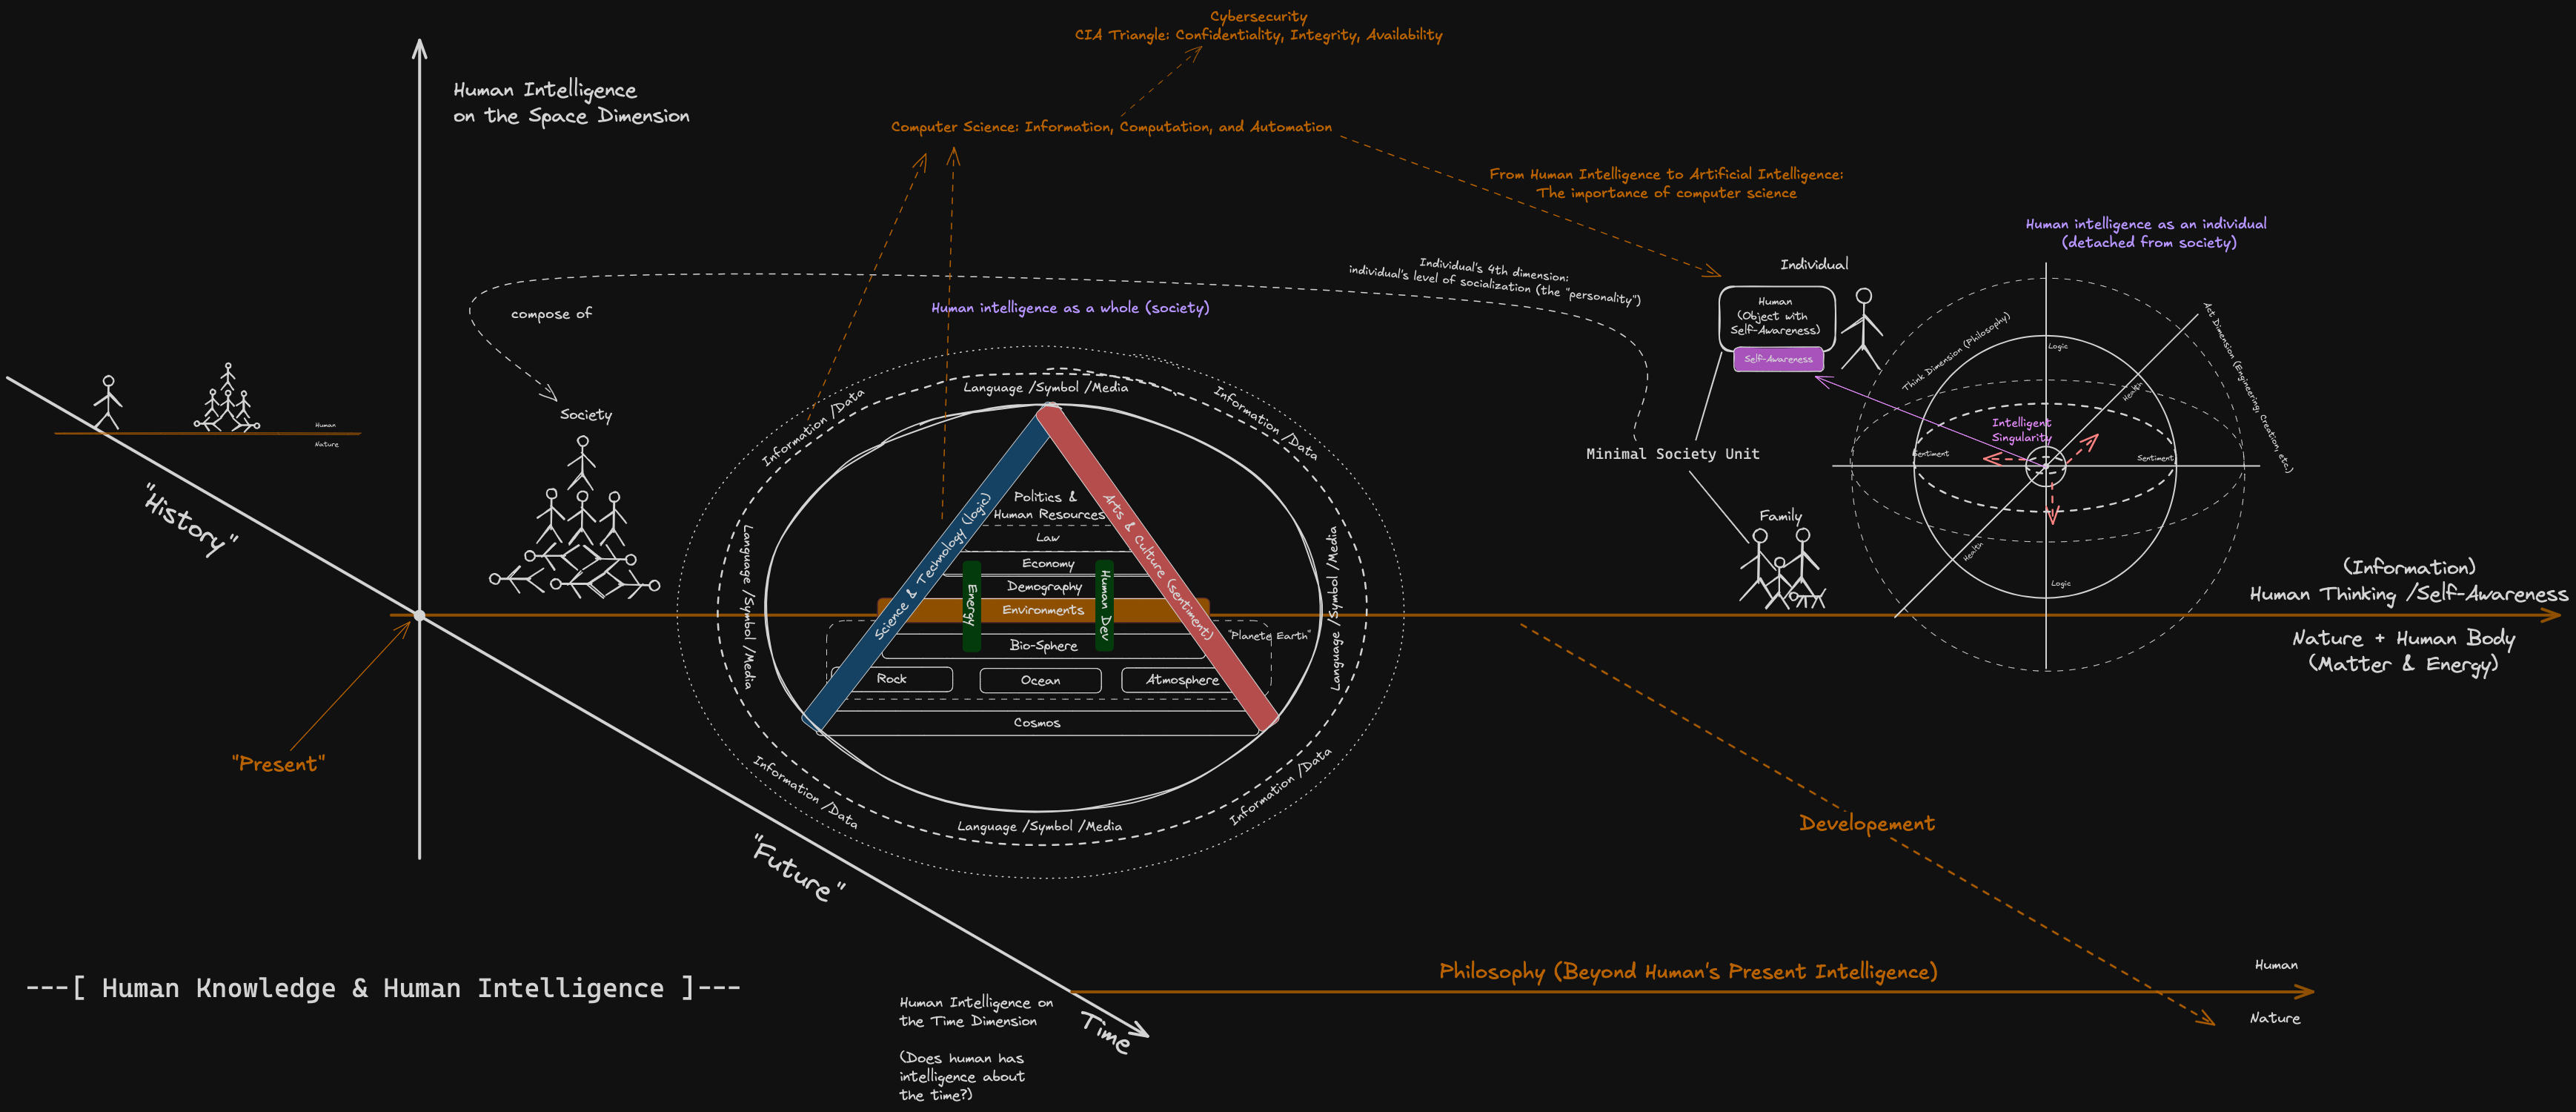 Cybersecurity
CIA Triangle: Confidentiality, Integrity, Availability
Human Intelligence
on the Space Dimension
Computer Science: Information, Computation, and Automation
From Human Intelligence to Artificial Intelligence:
The importance of computer science
Human intelligence as an individual
(detached from society)
Individual's 4th dimension:
individual's level of socialization (the "personality")
Individual
Human
(Object with
Self-Awareness)
Self-Awareness
compose of
Human intelligence as a whole (society)
Think Dimension (Philosophy)
Act Dimension (Engineering, Creation, etc.)
Logic
Health
Intelligent
Singularity
Sentiment
Sentiment
Health
Logic
Language /Symbol /Media
Information /Data
Information /Data
Society
Human
Nature
Minimal Society Unit
Family
"History"
Politics &
Human Resources
Law
Economy
Demography
Environments
Energy
Human Dev
Science & Technology (logic)
Arts & Culture (sentiment)
"Planete Earth"
Bio-Sphere
Rock
Ocean
Atmosphere
Cosmos
Language /Symbol /Media
Language /Symbol /Media
Information /Data
Information /Data
Language /Symbol /Media
(Information)
Human Thinking /Self-Awareness
Nature + Human Body
(Matter & Energy)
"Present"
"Future"
Developement
Philosophy (Beyond Human's Present Intelligence)
Human
Nature
---[ Human Knowledge & Human Intelligence ]---
Human Intelligence on
the Time Dimension
(Does human has
intelligence about
the time?)
Time